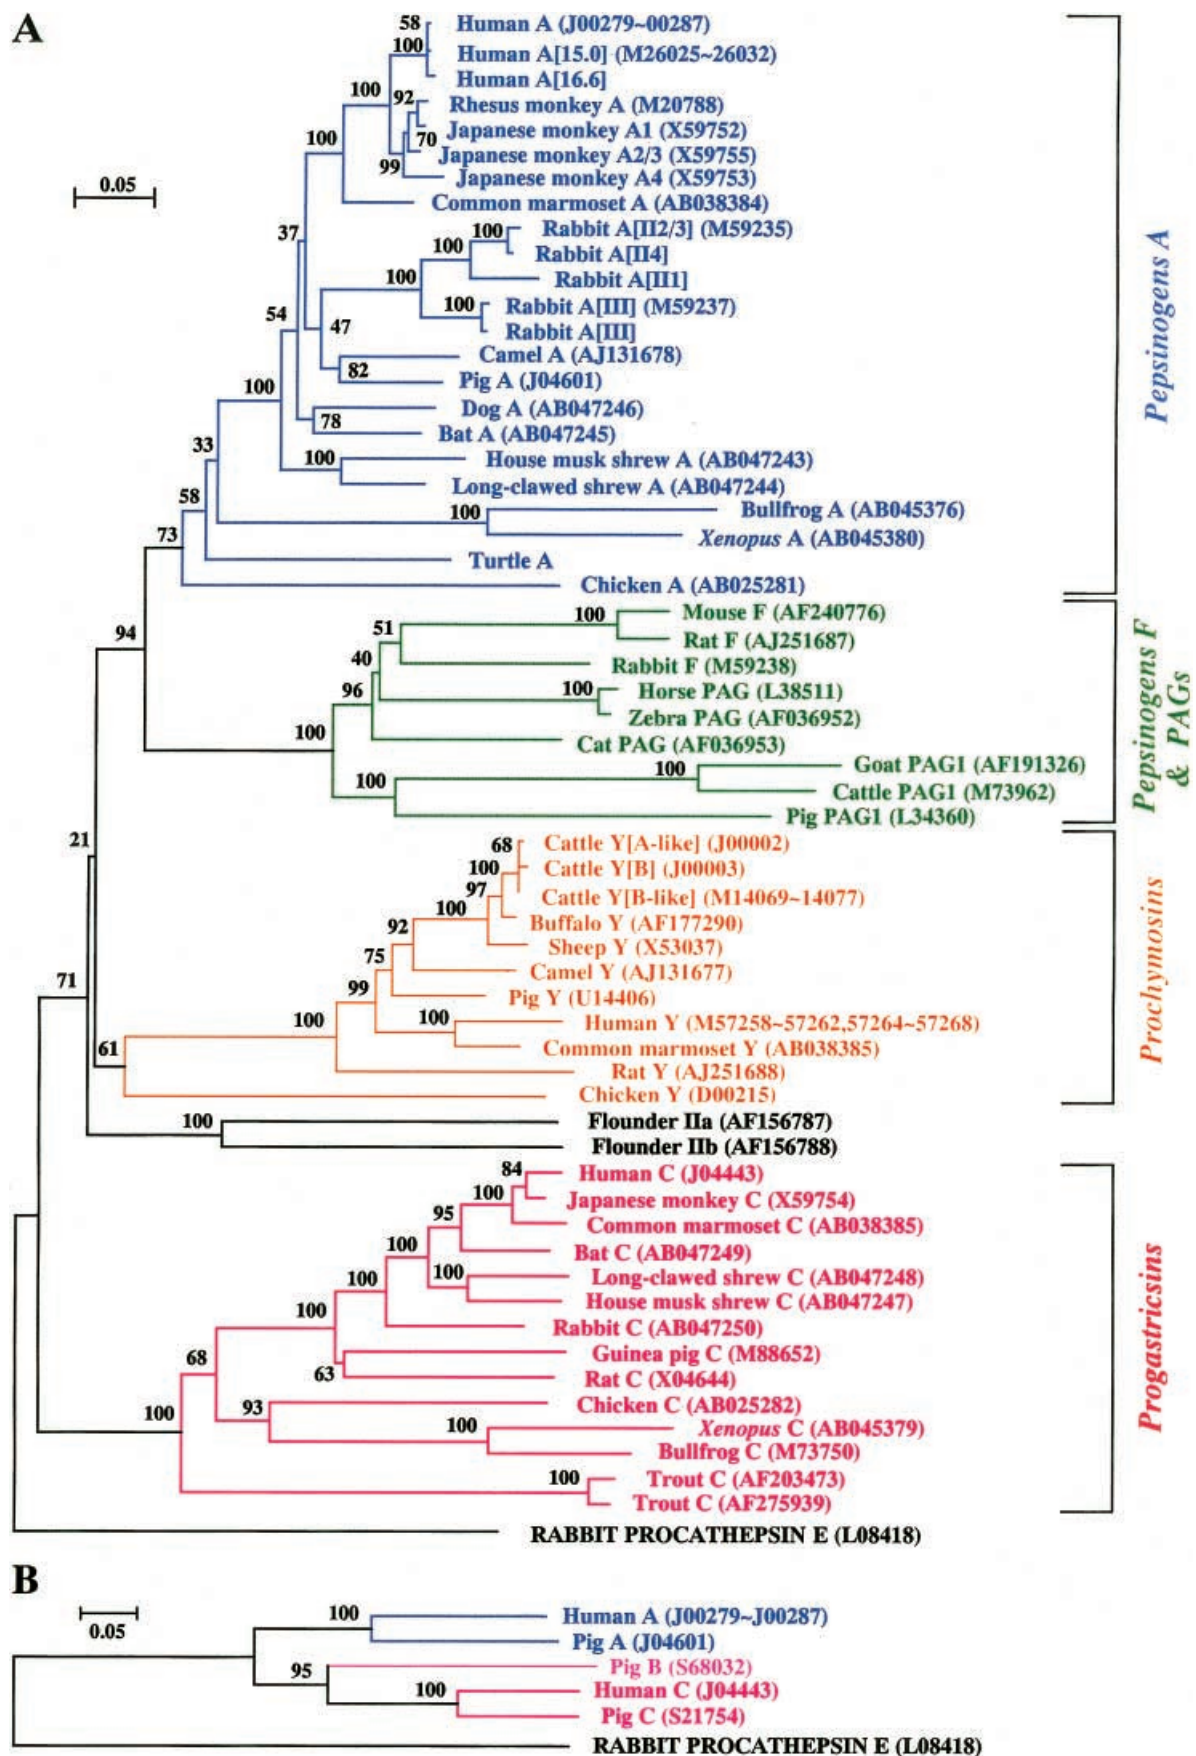 A
58
Human A (J00279~00287)
100
Human A[15.0] (M26025~26032)
Human A[16.6]
100
92
Rhesus monkey A (M20788)
Japanese monkey A1 (X59752)
70
100
Japanese monkey A2/3 (X59755)
99
Japanese monkey A4 (X59753)
0.05
Common marmoset A (AB038384)
37
100
Rabbit A[II2/3] (M59235)
100
Rabbit A[II4]
100
Rabbit A[II1]
100
Rabbit A[III] (M59237)
54
47
Rabbit A[III]
Camel A (AJ131678)
82
Pig A (J04601)
100
Dog A (AB047246)
78
Bat A (AB047245)
33
100
House musk shrew A (AB047243)
Long-clawed shrew A (AB047244)
58
100
Bullfrog A (AB045376)
Xenopus A (AB045380)
73
Turtle A
Chicken A (AB025281)
Pepsinogens A
94
51
100
Mouse F (AF240776)
Rat F (AJ251687)
40
Rabbit F (M59238)
96
100
Horse PAG (L38511)
Zebra PAG (AF036952)
100
Cat PAG (AF036953)
100
100
Goat PAG1 (AF191326)
Cattle PAG1 (M73962)
Pig PAG1 (L34360)
Pepsinogens F
& PAGs
21
68
Cattle Y[A-like] (J00002)
100
Cattle Y[B] (J00003)
97
Cattle Y[B-like] (M14069~14077)
100
Buffalo Y (AF177290)
92
Sheep Y (X53037)
75
Camel Y (AJ131677)
71
99
Pig Y (U14406)
100
100
Human Y (M57258~57262,57264~57268)
61
Common marmoset Y (AB038385)
Rat Y (AJ251688)
Chicken Y (D00215)
Prochymosins
100
Flounder IIa (AF156787)
Flounder IIb (AF156788)
84
Human C (J04443)
100
Japanese monkey C (X59754)
95
Common marmoset C (AB038385)
100
Bat C (AB047249)
100
100
Long-clawed shrew C (AB047248)
House musk shrew C (AB047247)
100
Rabbit C (AB047250)
Guinea pig C (M88652)
68
63
Rat C (X04644)
93
Chicken C (AB025282)
100
100
Xenopus C (AB045379)
Bullfrog C (M73750)
100
Trout C (AF203473)
Trout C (AF275939)
Progastricsins
RABBIT PROCATHEPSIN E (L08418)
B
0.05
100
Human A (J00279~J00287)
Pig A (J04601)
95
Pig B (S68032)
100
Human C (J04443)
Pig C (S21754)
RABBIT PROCATHEPSIN E (L08418)